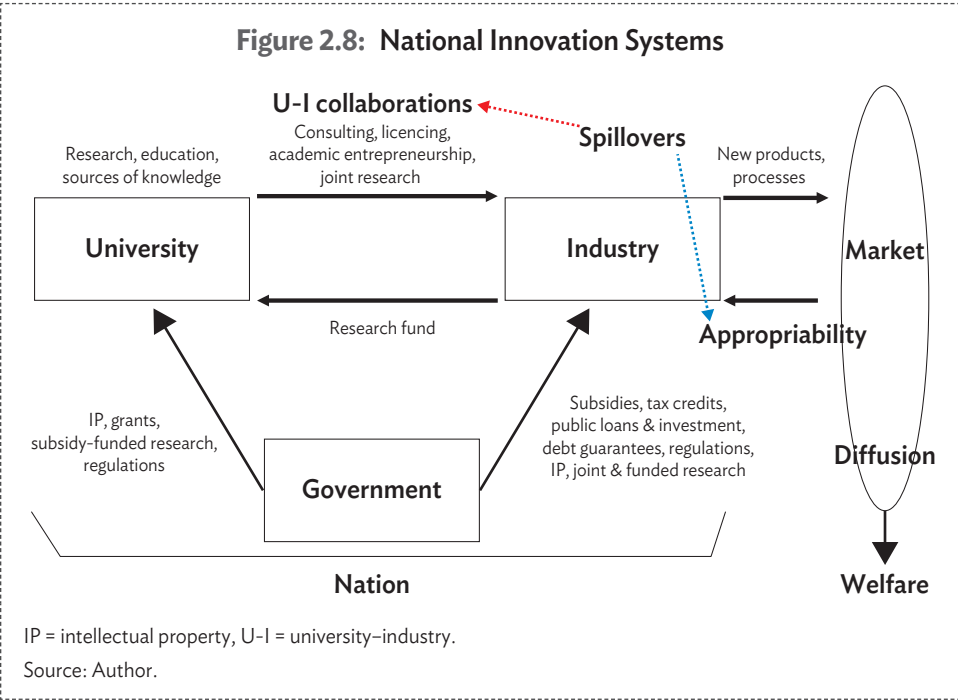 Figure 2.8: National Innovation Systems
U-I collaborations
Consulting, licencing,
academic entrepreneurship,
joint research
Spillovers
Research, education,
sources of knowledge
New products,
processes
University
Industry
Market
Research fund
Appropriability
IP, grants,
subsidy-funded research,
regulations
Subsidies, tax credits,
public loans & investment,
debt guarantees, regulations,
IP, joint & funded research
Government
Diffusion
Nation
Welfare
IP = intellectual property, U-I = university–industry.
Source: Author.